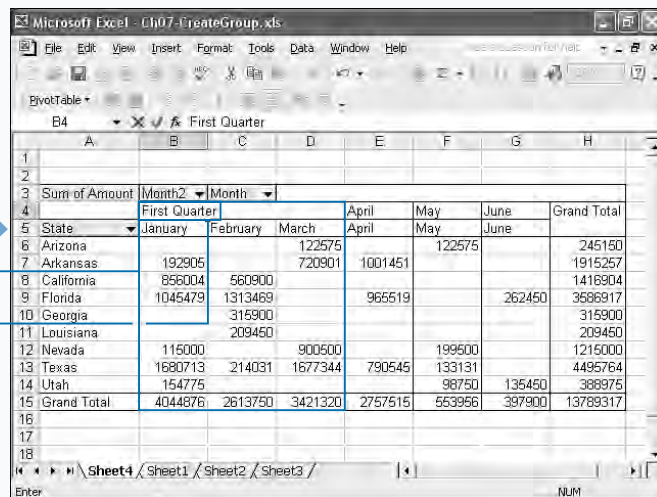 Microsoft Excel - Ch07-CreateGroup.xls
File Edit View Insert Format Tools Data Window Help
PivotTable
B4 First Quarter
A B C D E F G H
1
2
3 Sum of Amount Month2 Month
4 First Quarter April May June Grand Total
5 State January February March April May June
6 Arizona 122575 122575 245150
7 Arkansas 192905 720901 1001451 1915257
8 California 856004 560900 1416904
9 Florida 1045479 1313469 965519 262450 3586917
10 Georgia 315900 315900
11 Louisiana 209450 209450
12 Nevada 115000 900500 199500 1215000
13 Texas 1680713 214031 1677344 790545 133131 4495764
14 Utah 154775 98750 135450 388975
15 Grand Total 4044876 2613750 3421320 2757515 553956 397900 13789317
16
17
18
Sheet4 Sheet1 Sheet2 Sheet3
Enter NUM